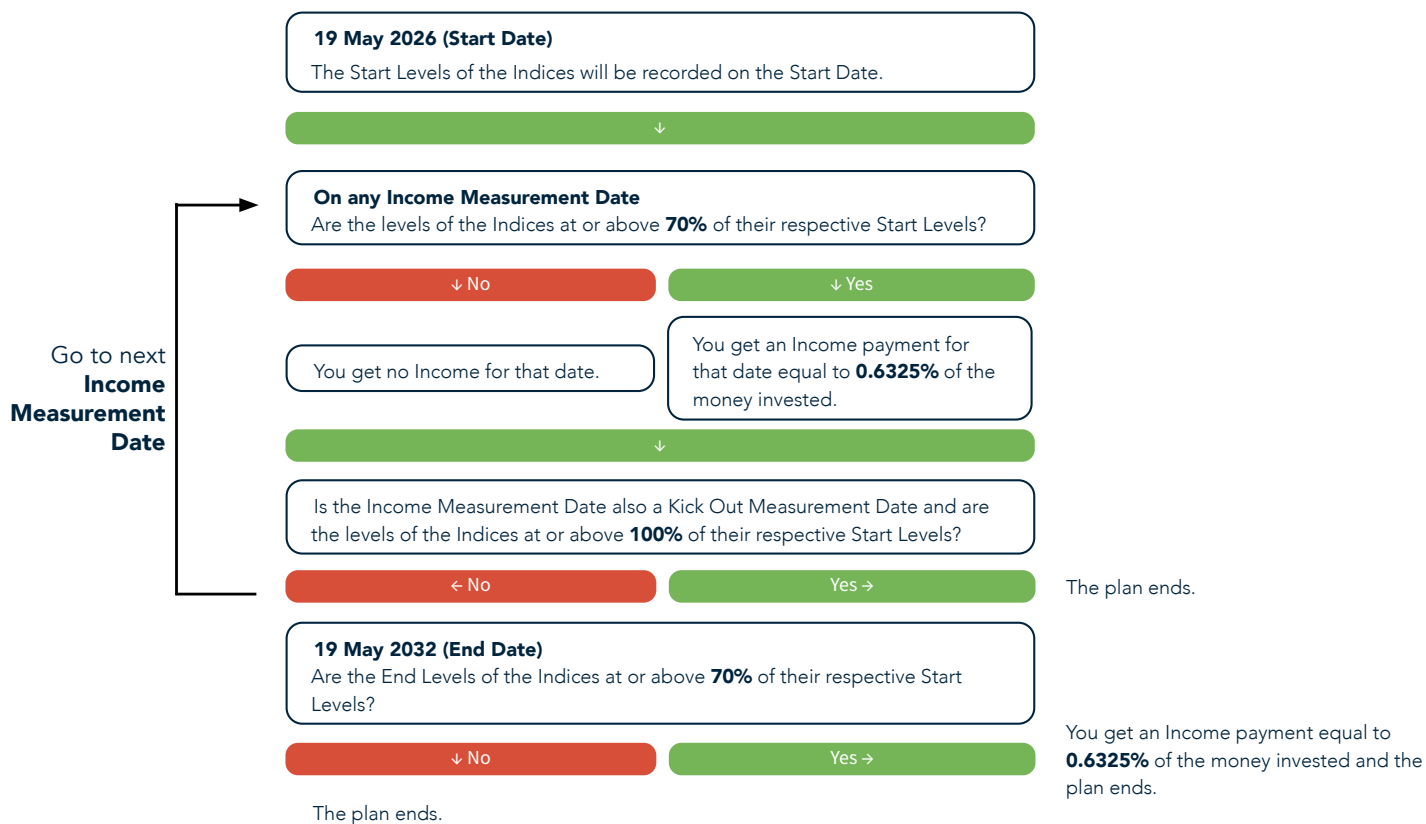 19 May 2026 (Start Date)
The Start Levels of the Indices will be recorded on the Start Date.
↓
On any Income Measurement Date
Are the levels of the Indices at or above 70% of their respective Start Levels?
↓ No
↓ Yes
Go to next
Income
Measurement
Date
You get no Income for that date.
You get an Income payment for
that date equal to 0.6325% of the
money invested.
↓
Is the Income Measurement Date also a Kick Out Measurement Date and are
the levels of the Indices at or above 100% of their respective Start Levels?
← No
Yes →
The plan ends.
19 May 2032 (End Date)
Are the End Levels of the Indices at or above 70% of their respective Start
Levels?
↓ No
Yes →
You get an Income payment equal to
0.6325% of the money invested and the
plan ends.
The plan ends.